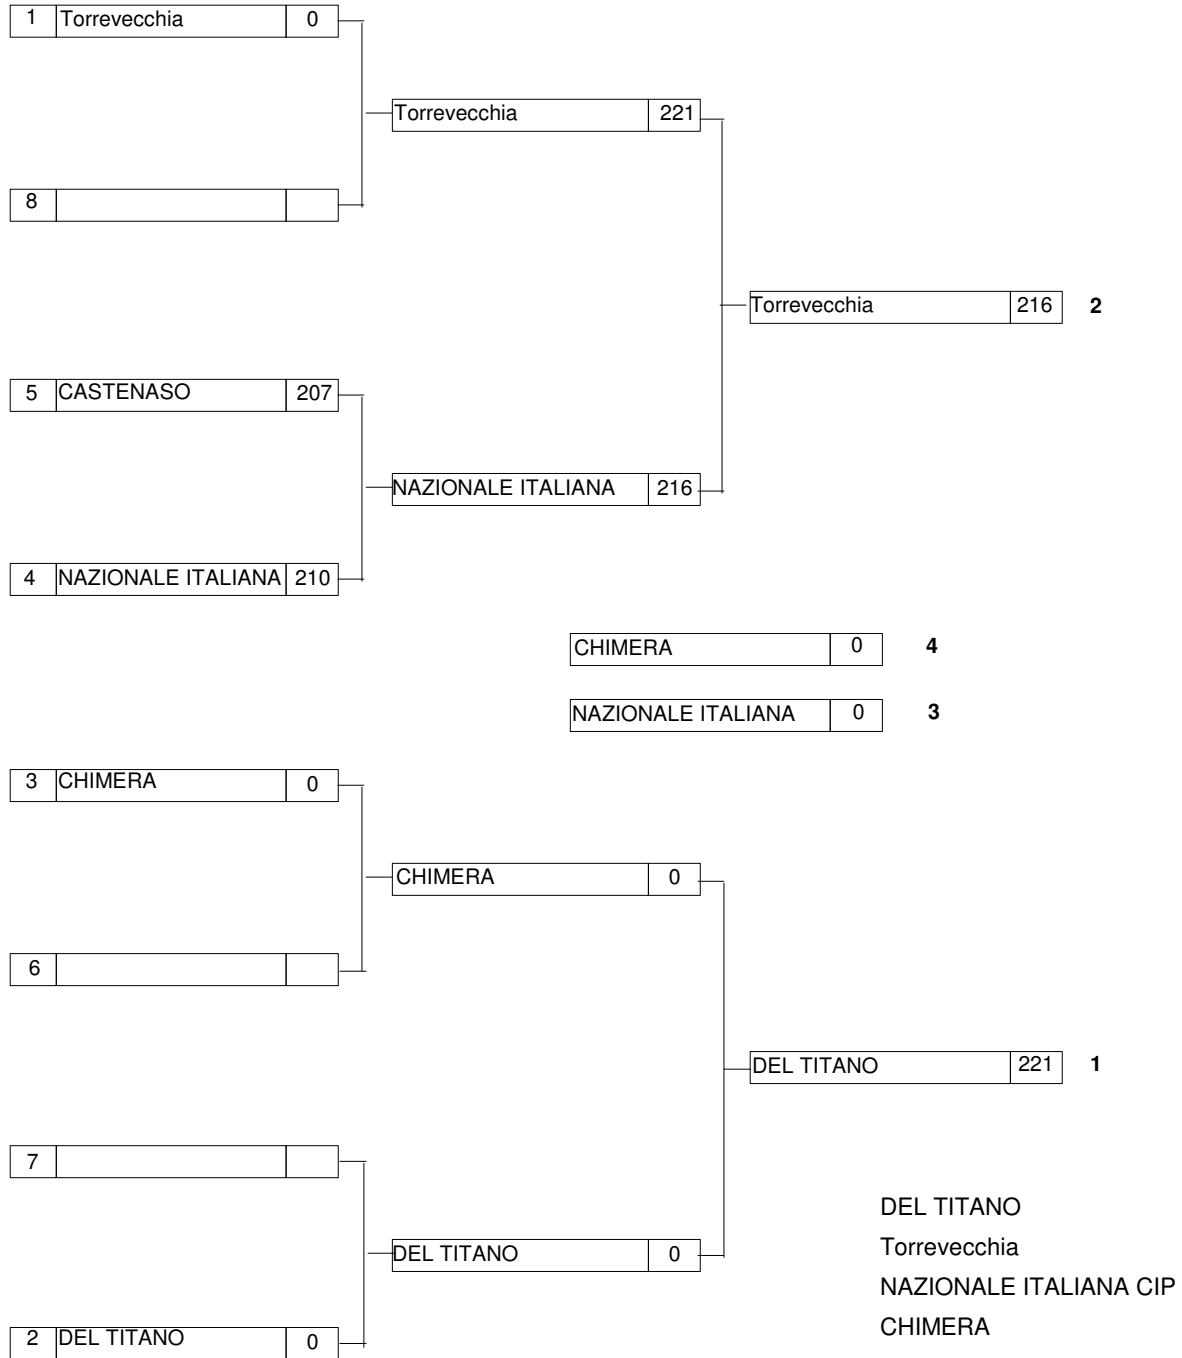 1 Torrevecchia 0
Torrevecchia 221
8
Torrevecchia 216 2
5 CASTENASO 207
NAZIONALE ITALIANA 216
4 NAZIONALE ITALIANA 210
CHIMERA 0 4
NAZIONALE ITALIANA 0 3
3 CHIMERA 0
CHIMERA 0
6
DEL TITANO 221 1
7
DEL TITANO 0
2 DEL TITANO 0
DEL TITANO
Torrevecchia
NAZIONALE ITALIANA CIP
CHIMERA